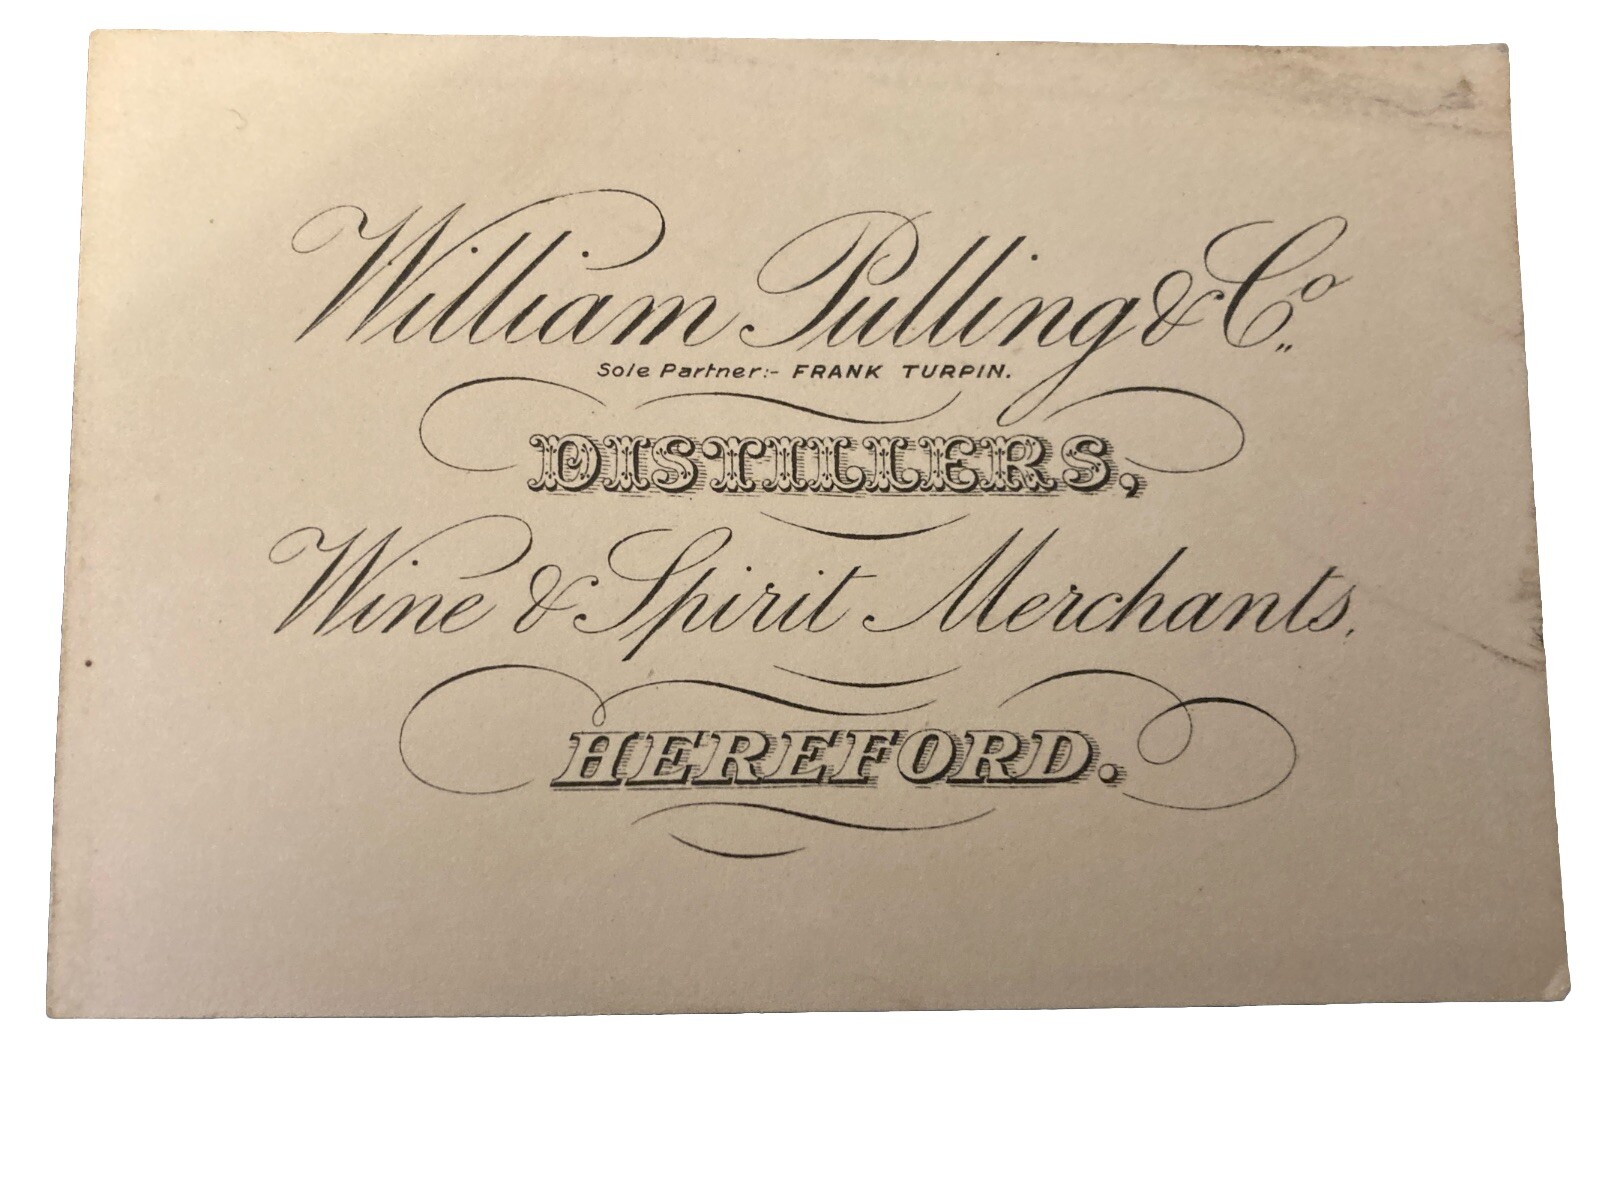 William Pulling & Co.
Sole Partner:- FRANK TURPIN.
DISTILLERS,
Wine & Spirit Merchants.
HEREFORD.